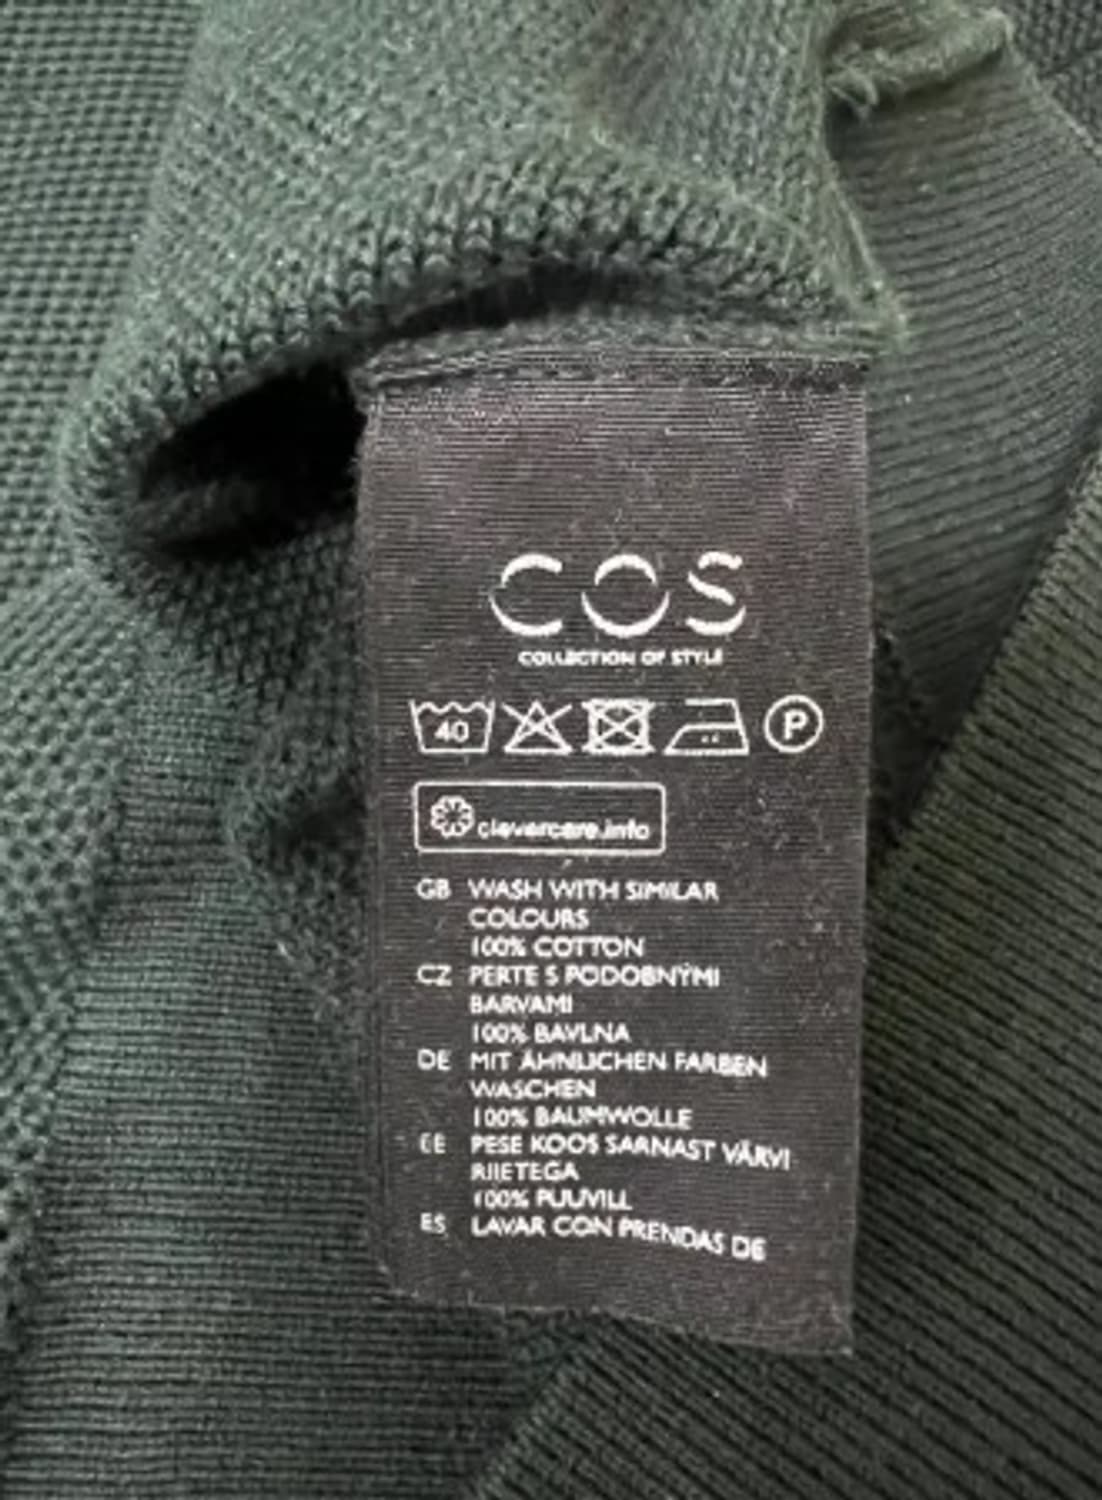 COS
COLLECTION OF STYLE
40 P
clevercare.info
GB WASH WITH SIMILAR
COLOURS
100% COTTON
CZ PERTE S PODOBNÝMI
BARVAMI
100% BAVLNA
DE MIT ÄHNLICHEN FARBEN
WASCHEN
100% BAUMWOLLE
EE PESE KOOS SARNAST VÄRVI
RIIETEGA
100% PUUVILL
ES LAVAR CON PRENDAS DE